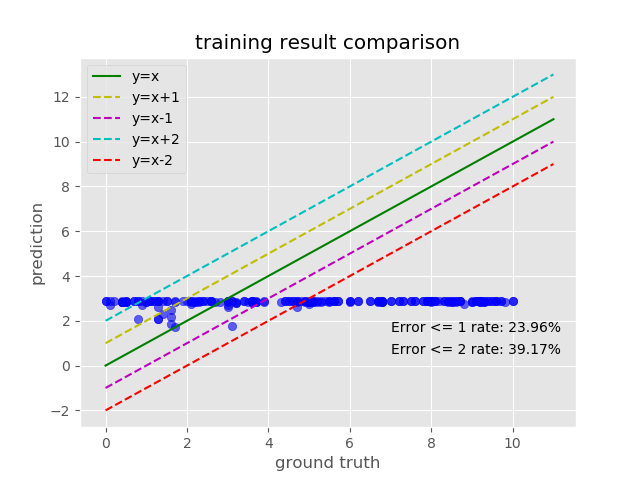 training result comparison
y=x
y=x+1
y=x-1
y=x+2
y=x-2
12
10
8
6
4
2
0
−2
prediction
Error <= 1 rate: 23.96%
Error <= 2 rate: 39.17%
0 2 4 6 8 10
ground truth